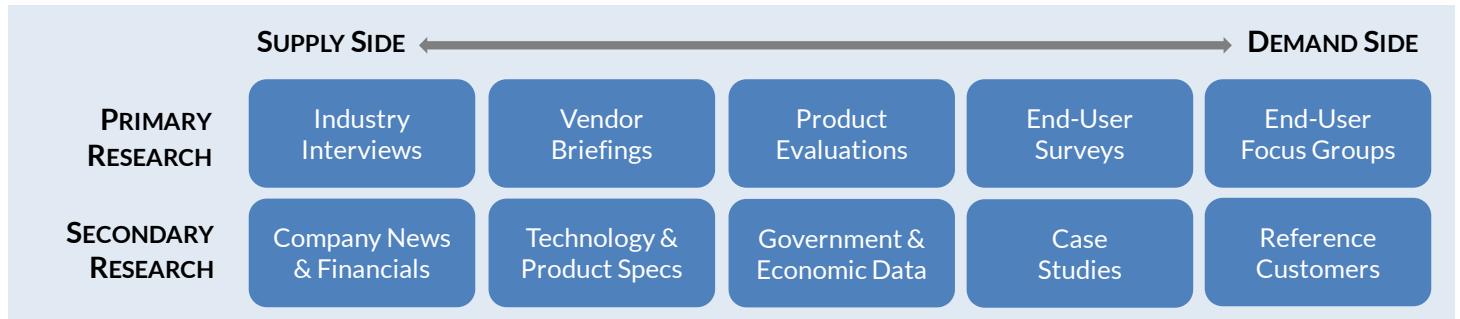 SUPPLY SIDE DEMAND SIDE
PRIMARY
RESEARCH
Industry
Interviews
Vendor
Briefings
Product
Evaluations
End-User
Surveys
End-User
Focus Groups
SECONDARY
RESEARCH
Company News
& Financials
Technology &
Product Specs
Government &
Economic Data
Case
Studies
Reference
Customers